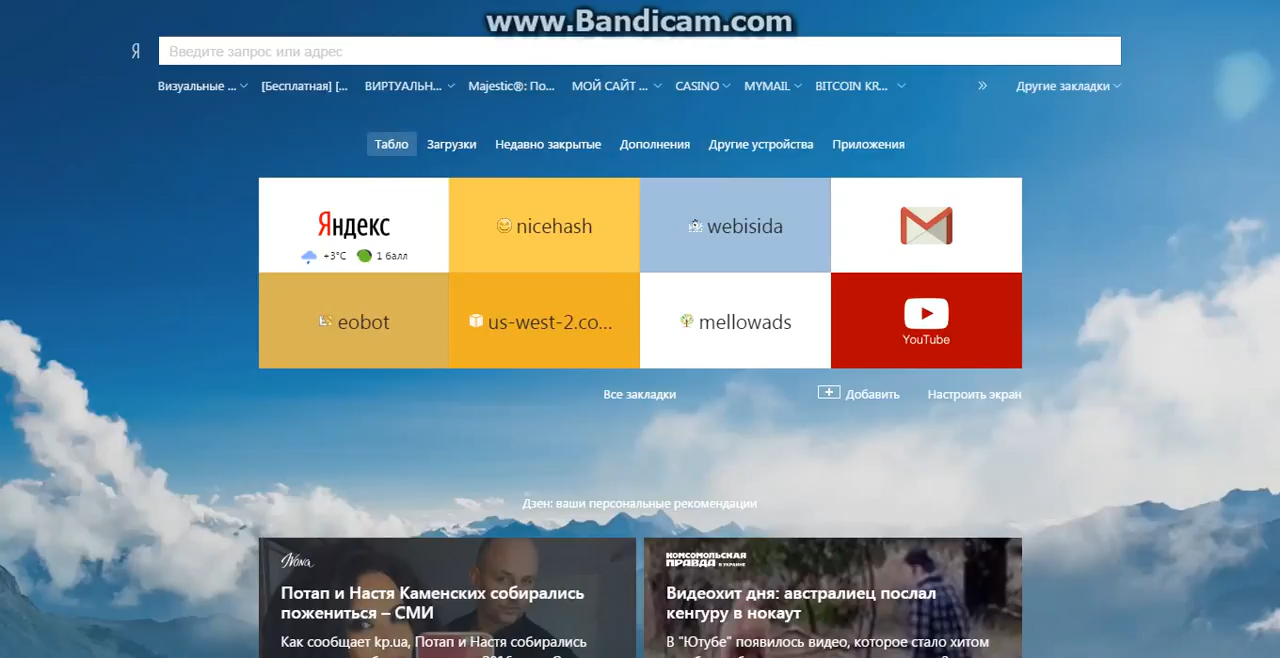 www.Bandicam.com
Я Введите запрос или адрес
Визуальные ... [Бесплатная] [... ВИРТУАЛЬН... Majestic®: По... МОЙ САЙТ ... CASINO MYMAIL BITCOIN KR... » Другие закладки
Табло Загрузки Недавно закрытые Дополнения Другие устройства Приложения
Яндекс nicehash webisida
+3°C 1 балл
eobot us-west-2.co... mellowads YouTube
Все закладки Добавить Настроить экран
Дзен: ваши персональные рекомендации
Wona
Потап и Настя Каменских собирались
пожениться – СМИ
Как сообщает kp.ua, Потап и Настя собирались
КОМСОМОЛЬСКАЯ
ПРАВДА В УКРАИНЕ
Видеохит дня: австралиец послал
кенгуру в нокаут
В "Ютубе" появилось видео, которое стало хитом